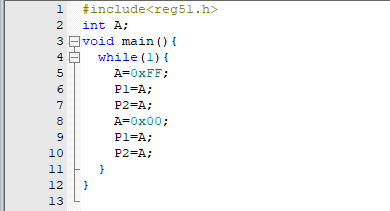 1 #include<reg51.h>
2 int A;
3 void main(){
4 while(1){
5 A=0xFF;
6 P1=A;
7 P2=A;
8 A=0x00;
9 P1=A;
10 P2=A;
11 }
12 }
13